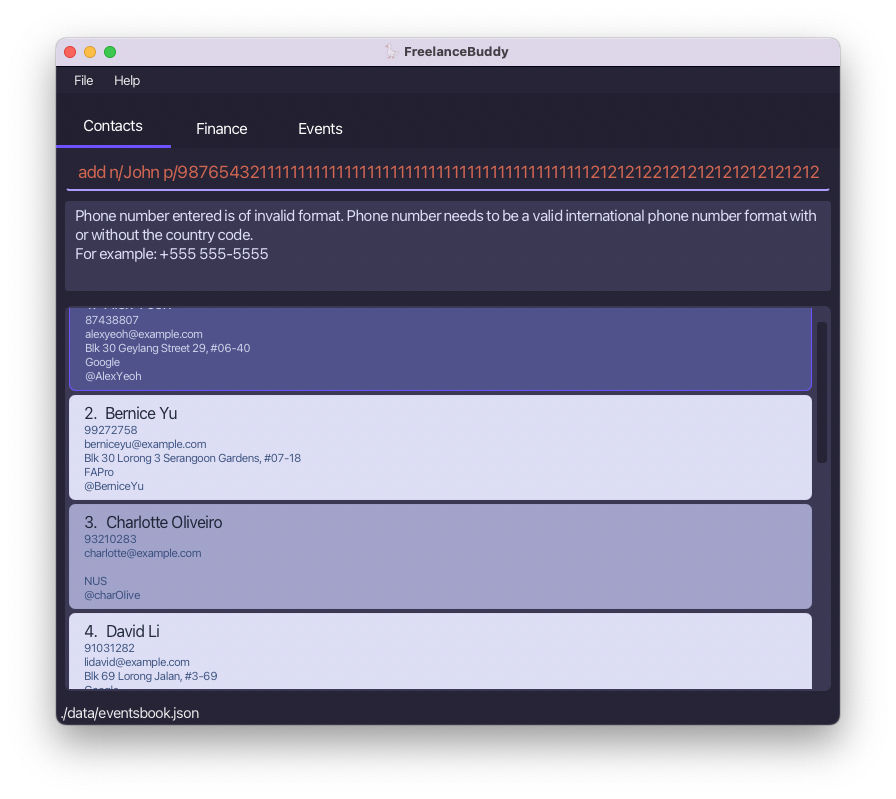 FreelanceBuddy
File Help
Contacts Finance Events
add n/John p/98765432111111111111111111111111111111111111111111111112121212212121212121212121212
Phone number entered is of invalid format. Phone number needs to be a valid international phone number format with
or without the country code.
For example: +555 555-5555
87438807
alexyeoh@example.com
Blk 30 Geylang Street 29, #06-40
Google
@AlexYeoh
2. Bernice Yu
99272758
berniceyu@example.com
Blk 30 Lorong 3 Serangoon Gardens, #07-18
FAPro
@BerniceYu
3. Charlotte Oliveiro
93210283
charlotte@example.com
NUS
@charOlive
4. David Li
91031282
lidavid@example.com
Blk 69 Lorong Jalan, #3-69
./data/eventsbook.json